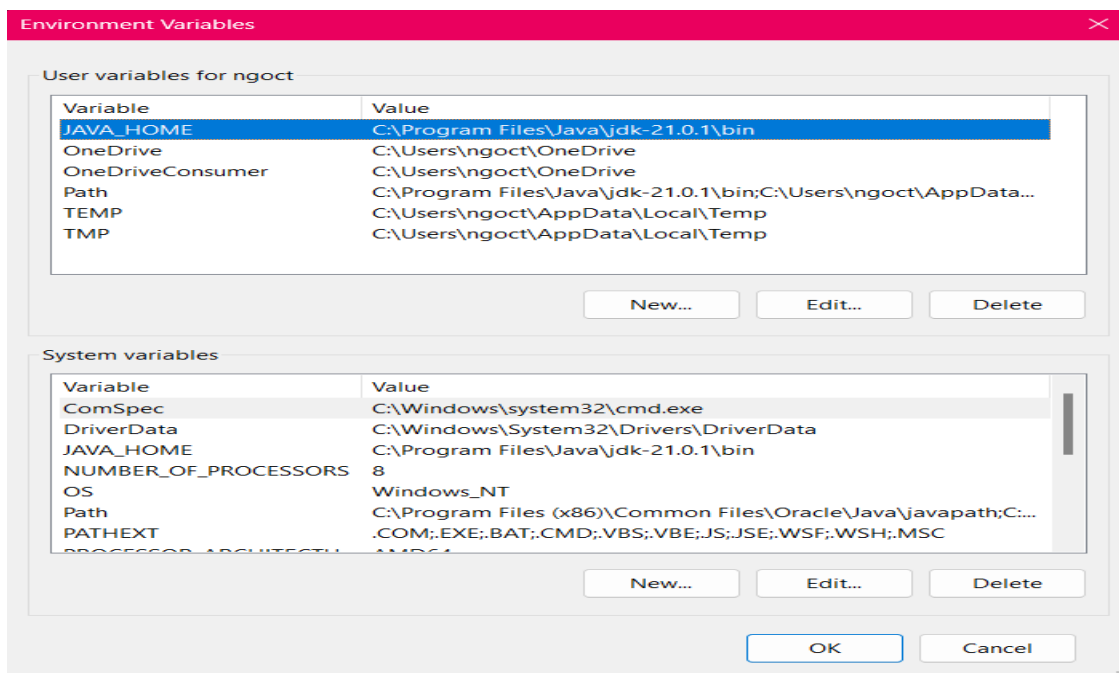 Environment Variables
User variables for ngoct
Variable Value
JAVA_HOME C:\Program Files\Java\jdk-21.0.1\bin
OneDrive C:\Users\ngoct\OneDrive
OneDriveConsumer C:\Users\ngoct\OneDrive
Path C:\Program Files\Java\jdk-21.0.1\bin;C:\Users\ngoct\AppData...
TEMP C:\Users\ngoct\AppData\Local\Temp
TMP C:\Users\ngoct\AppData\Local\Temp
New... Edit... Delete
System variables
Variable Value
ComSpec C:\Windows\system32\cmd.exe
DriverData C:\Windows\System32\Drivers\DriverData
JAVA_HOME C:\Program Files\Java\jdk-21.0.1\bin
NUMBER_OF_PROCESSORS 8
OS Windows_NT
Path C:\Program Files (x86)\Common Files\Oracle\Java\javapath;C:...
PATHEXT .COM;.EXE;.BAT;.CMD;.VBS;.VBE;.JS;.JSE;.WSF;.WSH;.MSC
New... Edit... Delete
OK Cancel